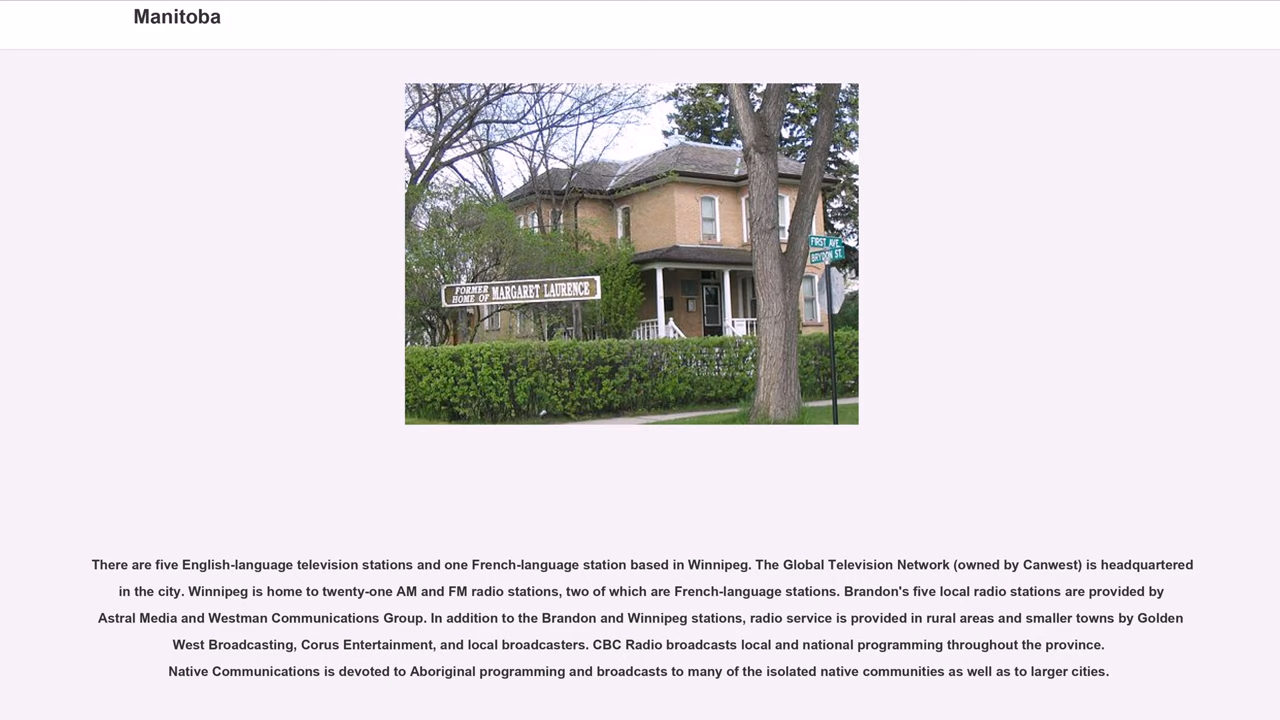 Manitoba
FIRST AVE.
BRYDON ST.
FORMER
HOME OF MARGARET LAURENCE
There are five English-language television stations and one French-language station based in Winnipeg. The Global Television Network (owned by Canwest) is headquartered
in the city. Winnipeg is home to twenty-one AM and FM radio stations, two of which are French-language stations. Brandon's five local radio stations are provided by
Astral Media and Westman Communications Group. In addition to the Brandon and Winnipeg stations, radio service is provided in rural areas and smaller towns by Golden
West Broadcasting, Corus Entertainment, and local broadcasters. CBC Radio broadcasts local and national programming throughout the province.
Native Communications is devoted to Aboriginal programming and broadcasts to many of the isolated native communities as well as to larger cities.